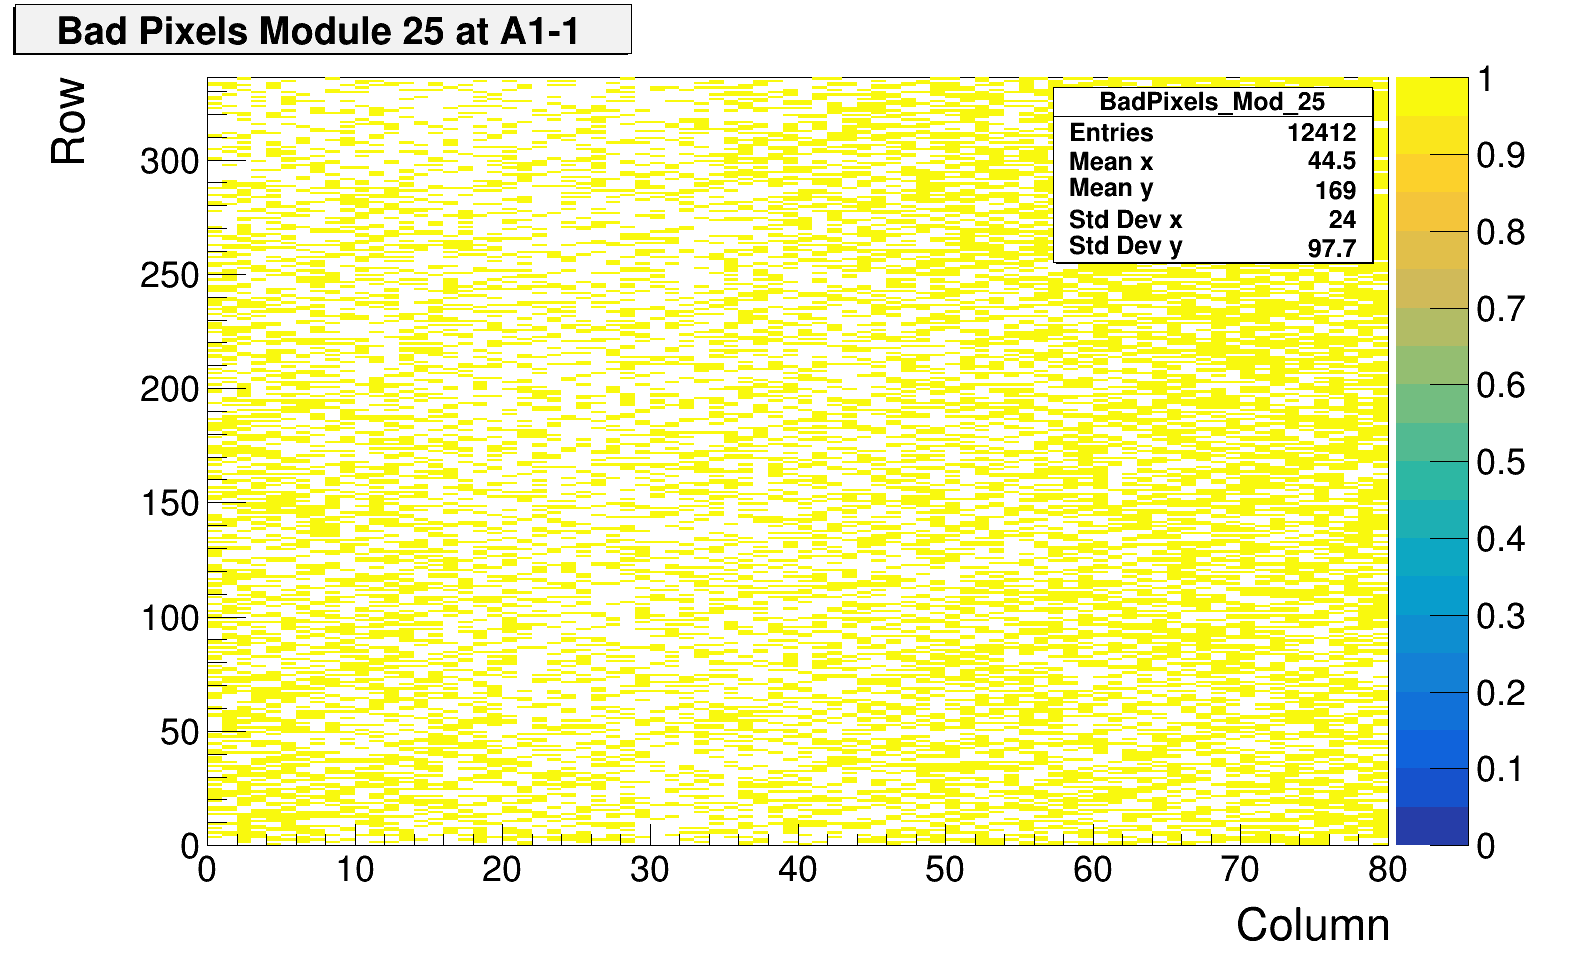 Bad Pixels Module 25 at A1-1
Row
BadPixels_Mod_25
Entries 12412
Mean x 44.5
Mean y 169
Std Dev x 24
Std Dev y 97.7
300
250
200
150
100
50
0
0 10 20 30 40 50 60 70 80
Column
1
0.9
0.8
0.7
0.6
0.5
0.4
0.3
0.2
0.1
0